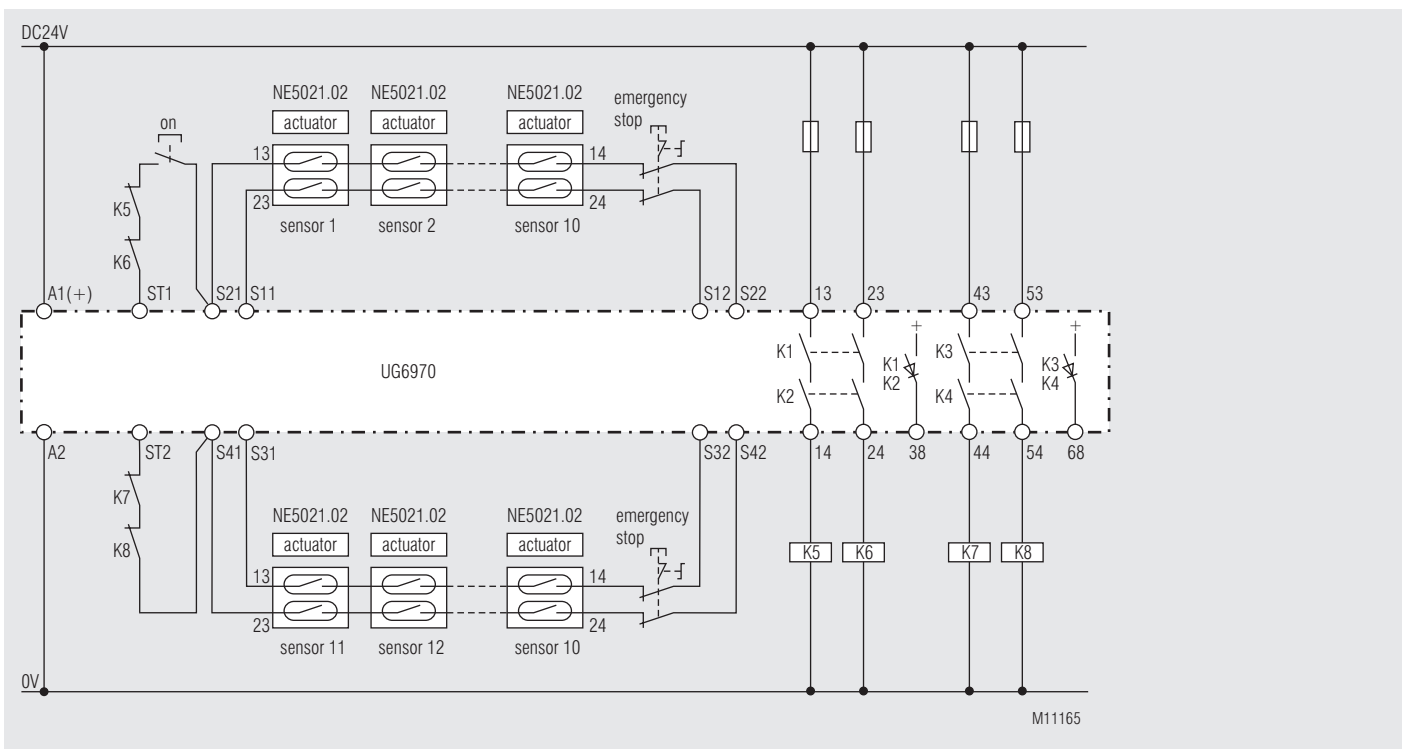 DC24V
NE5021.02 NE5021.02 NE5021.02
emergency
stop
on
actuator actuator actuator
13 14
K5
23 24
sensor 1 sensor 2 sensor 10
K6
A1(+) ST1 S21 S11 S12 S22 13 23 43 53
+ +
K1 K3
UG6970
K1
K2
K3
K4
K2 K4
A2 ST2 S41 S31 S32 S42 14 24 38 44 54 68
K7
NE5021.02 NE5021.02 NE5021.02
emergency
stop
K8
actuator actuator actuator
K5 K6 K7 K8
13 14
23 24
sensor 11 sensor 12 sensor 10
0V
M11165